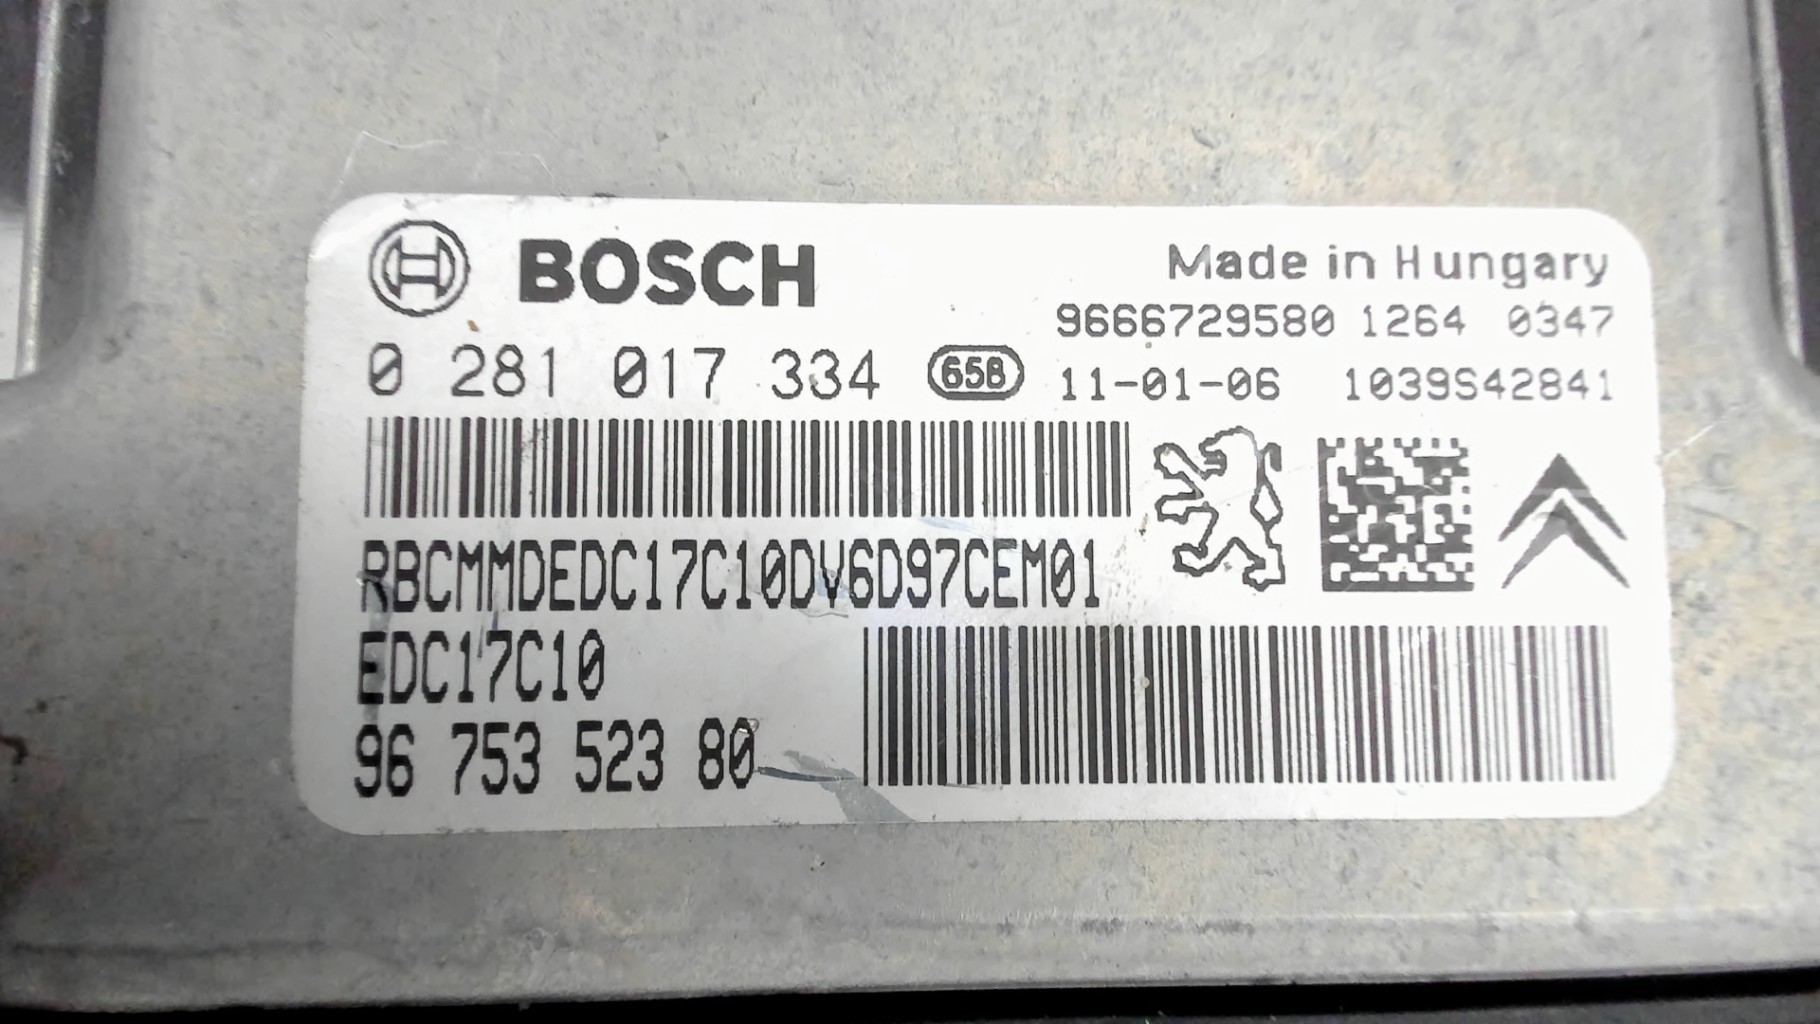 BOSCH
Made in Hungary
9666729580 1264 0347
0 281 017 334 65B 11-01-06 1039S42841
RBCMMDEDC17C10DV6D97CEM01
EDC17C10
96 753 523 80